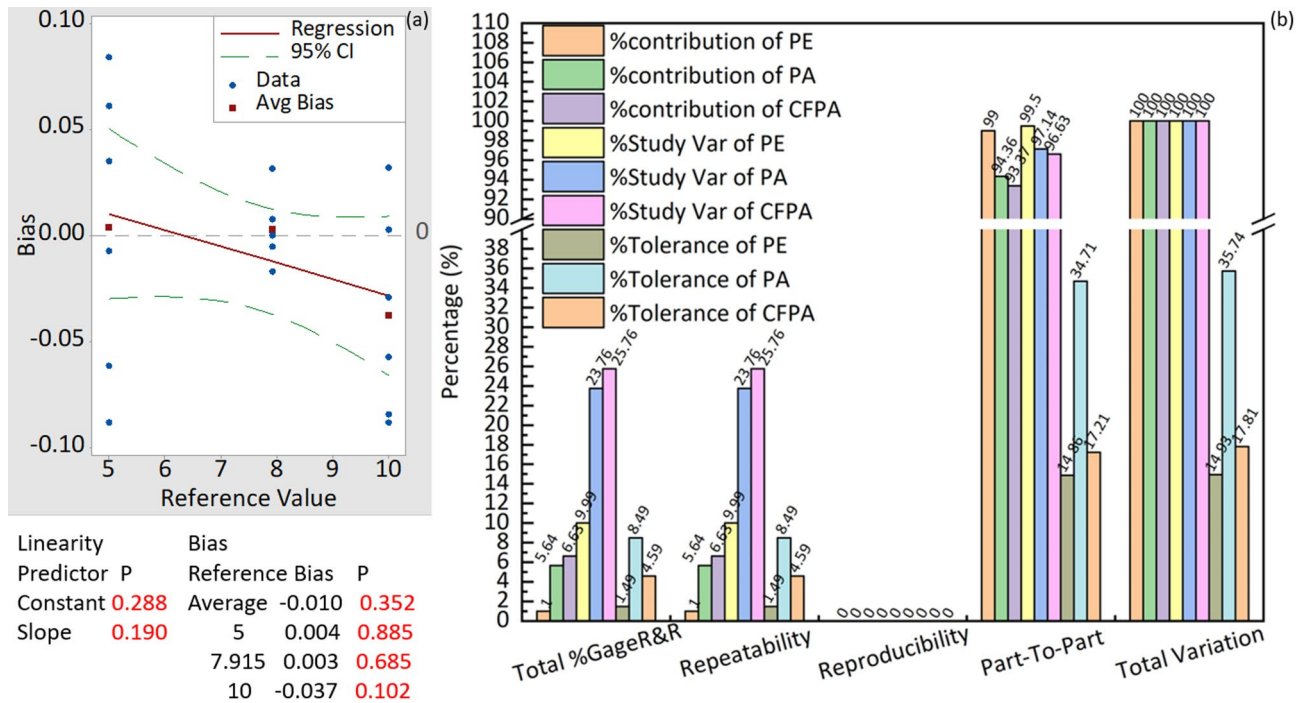 (a)
0.10
0.05
0.00
-0.05
-0.10
Bias
Regression
95% CI
Data
Avg Bias
0
5 6 7 8 9 10
Reference Value
Linearity
Predictor P
Constant 0.288
Slope 0.190
Bias
Reference Bias P
Average -0.010 0.352
5 0.004 0.885
7.915 0.003 0.685
10 -0.037 0.102
(b)
110
108
106
104
102
100
98
96
94
92
90
38
36
34
32
30
28
26
24
22
20
18
16
14
12
10
8
6
4
2
0
Percentage (%)
%contribution of PE
%contribution of PA
%contribution of CFPA
%Study Var of PE
%Study Var of PA
%Study Var of CFPA
%Tolerance of PE
%Tolerance of PA
%Tolerance of CFPA
1 5.64 6.63 9.99 23.76 25.76 1.49 8.49 4.59
1 5.64 6.63 9.99 23.76 25.76 1.49 8.49 4.59
0 0 0 0 0 0 0 0 0
99 94.36 93.37 99.5 97.14 96.63 14.86 34.71 17.21
100 100 100 100 100 100 14.93 35.74 17.81
Total %GageR&R
Repeatability
Reproducibility
Part-To-Part
Total Variation